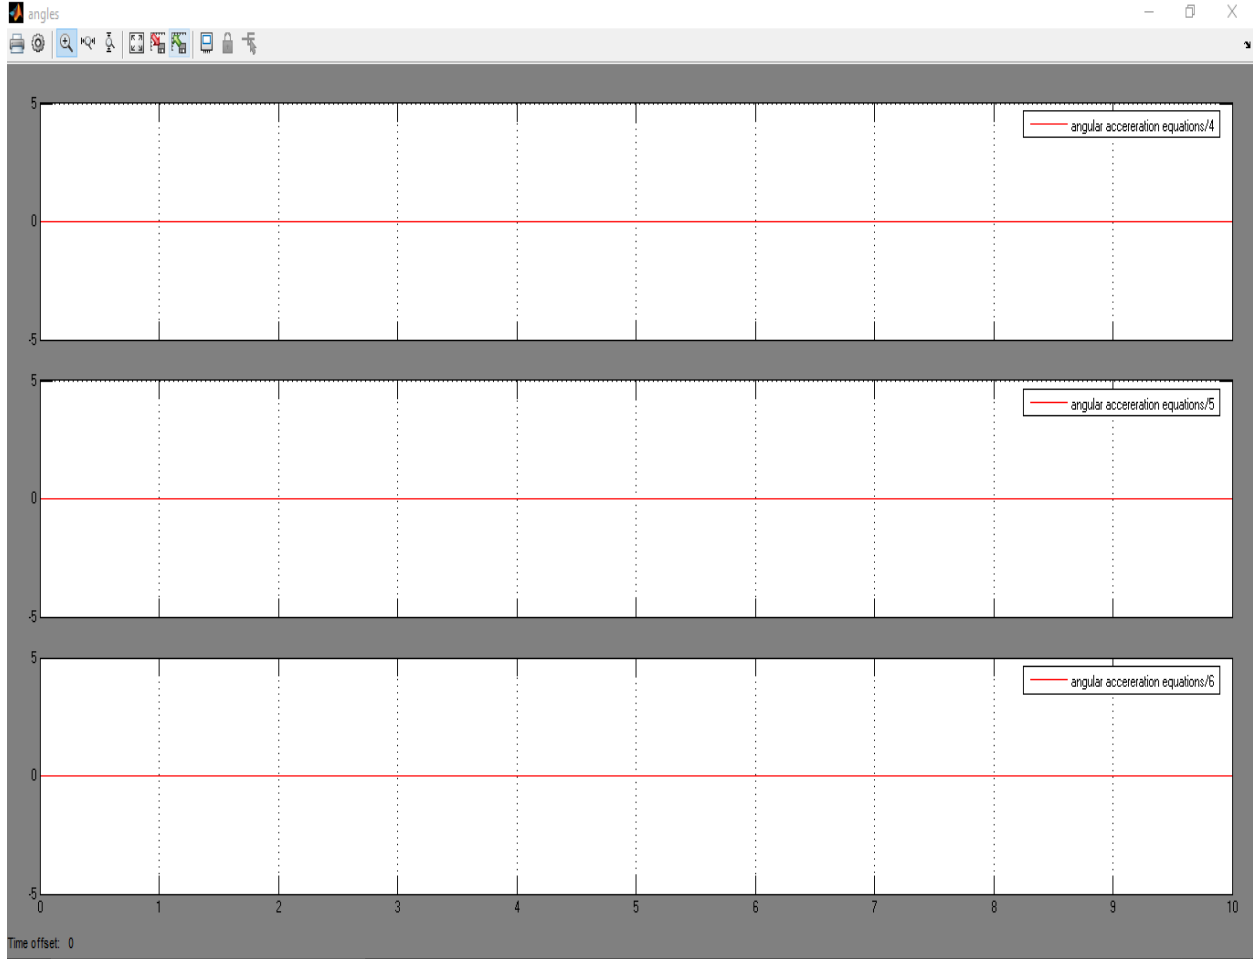 angles
5
angular accereration equations/4
0
-5
5
angular accereration equations/5
0
-5
5
angular accereration equations/6
0
-5
0 1 2 3 4 5 6 7 8 9 10
Time offset: 0